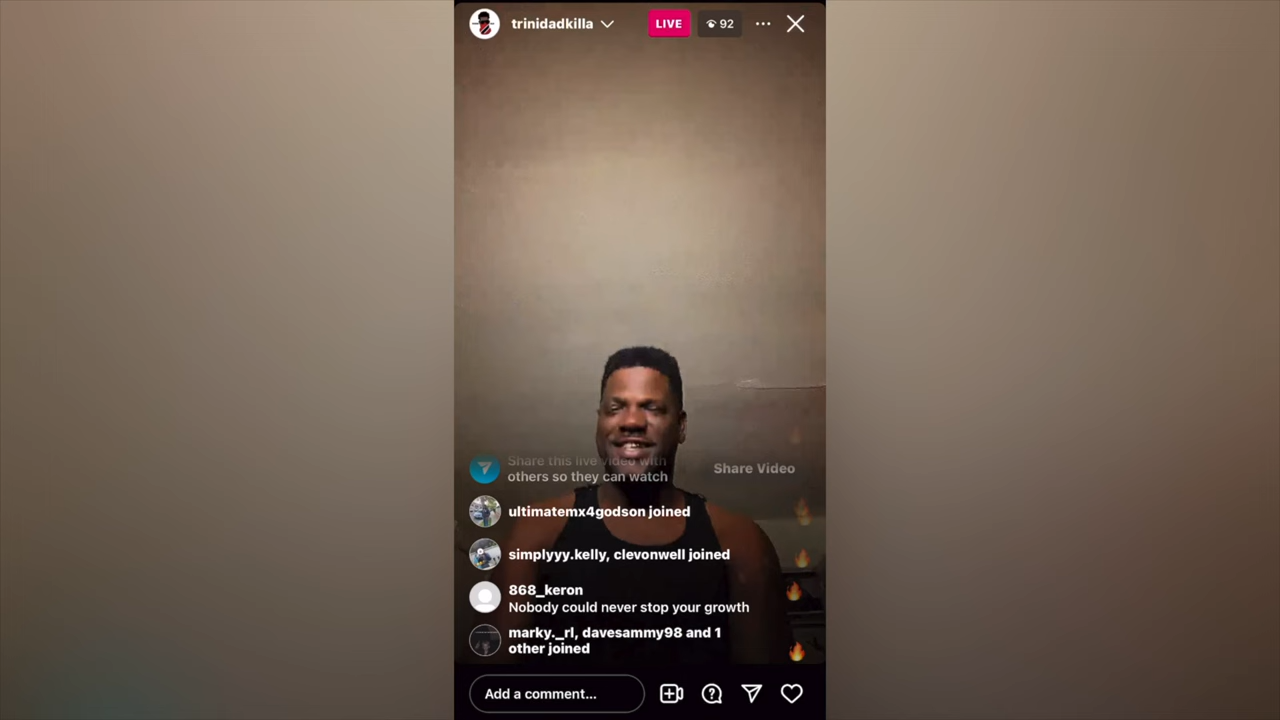 trinidadkilla
LIVE
92
Share this live video with
others so they can watch
Share Video
ultimatemx4godson joined
simplyyy.kelly, clevonwell joined
868_keron
Nobody could never stop your growth
marky._rl, davesammy98 and 1
other joined
Add a comment...